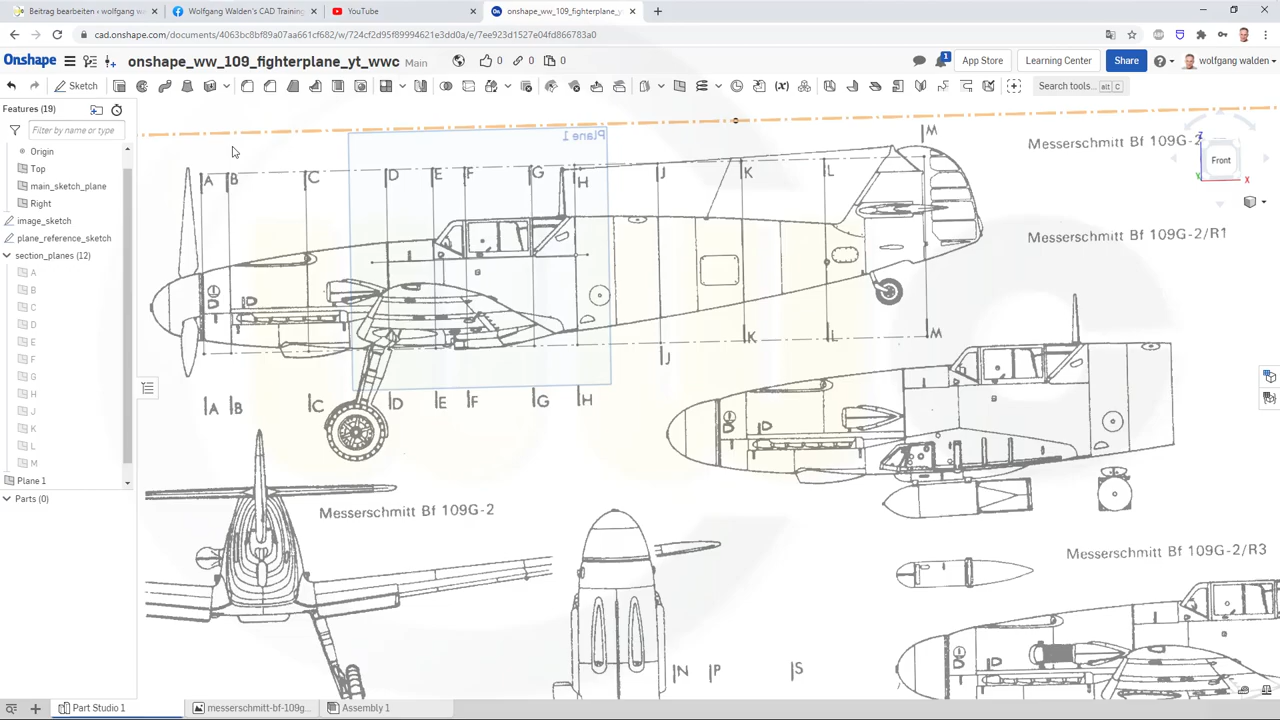 Beitrag bearbeiten ‹ wolfgang wa
Wolfgang Walden's CAD Training
YouTube
onshape_ww_109_fighterplane_yt_
cad.onshape.com/documents/4063bc8bf89a07aa661cf682/w/724cf2d95f89994621e3dd0a/e/7ee923d1527e04fd866783a0
Onshape
onshape_ww_109_fighterplane_yt_wwc Main
0
0
0
1
App Store
Learning Center
Share
wolfgang walden
Sketch
Search tools...
alt C
Features (19)
Filter by name or type
Origin
Top
main_sketch_plane
Right
image_sketch
plane_reference_sketch
section_planes (12)
A
B
C
D
E
F
G
H
J
K
L
M
Plane 1
Parts (0)
Plane 1
M
Messerschmitt Bf 109G-2
A B C D E F G H J K L
Messerschmitt Bf 109G-2/R1
Front
Z
Y
X
K L M
J
A B C D E F G H
Messerschmitt Bf 109G-2
Messerschmitt Bf 109G-2/R3
N P S
Part Studio 1
messerschmitt-bf-109g...
Assembly 1